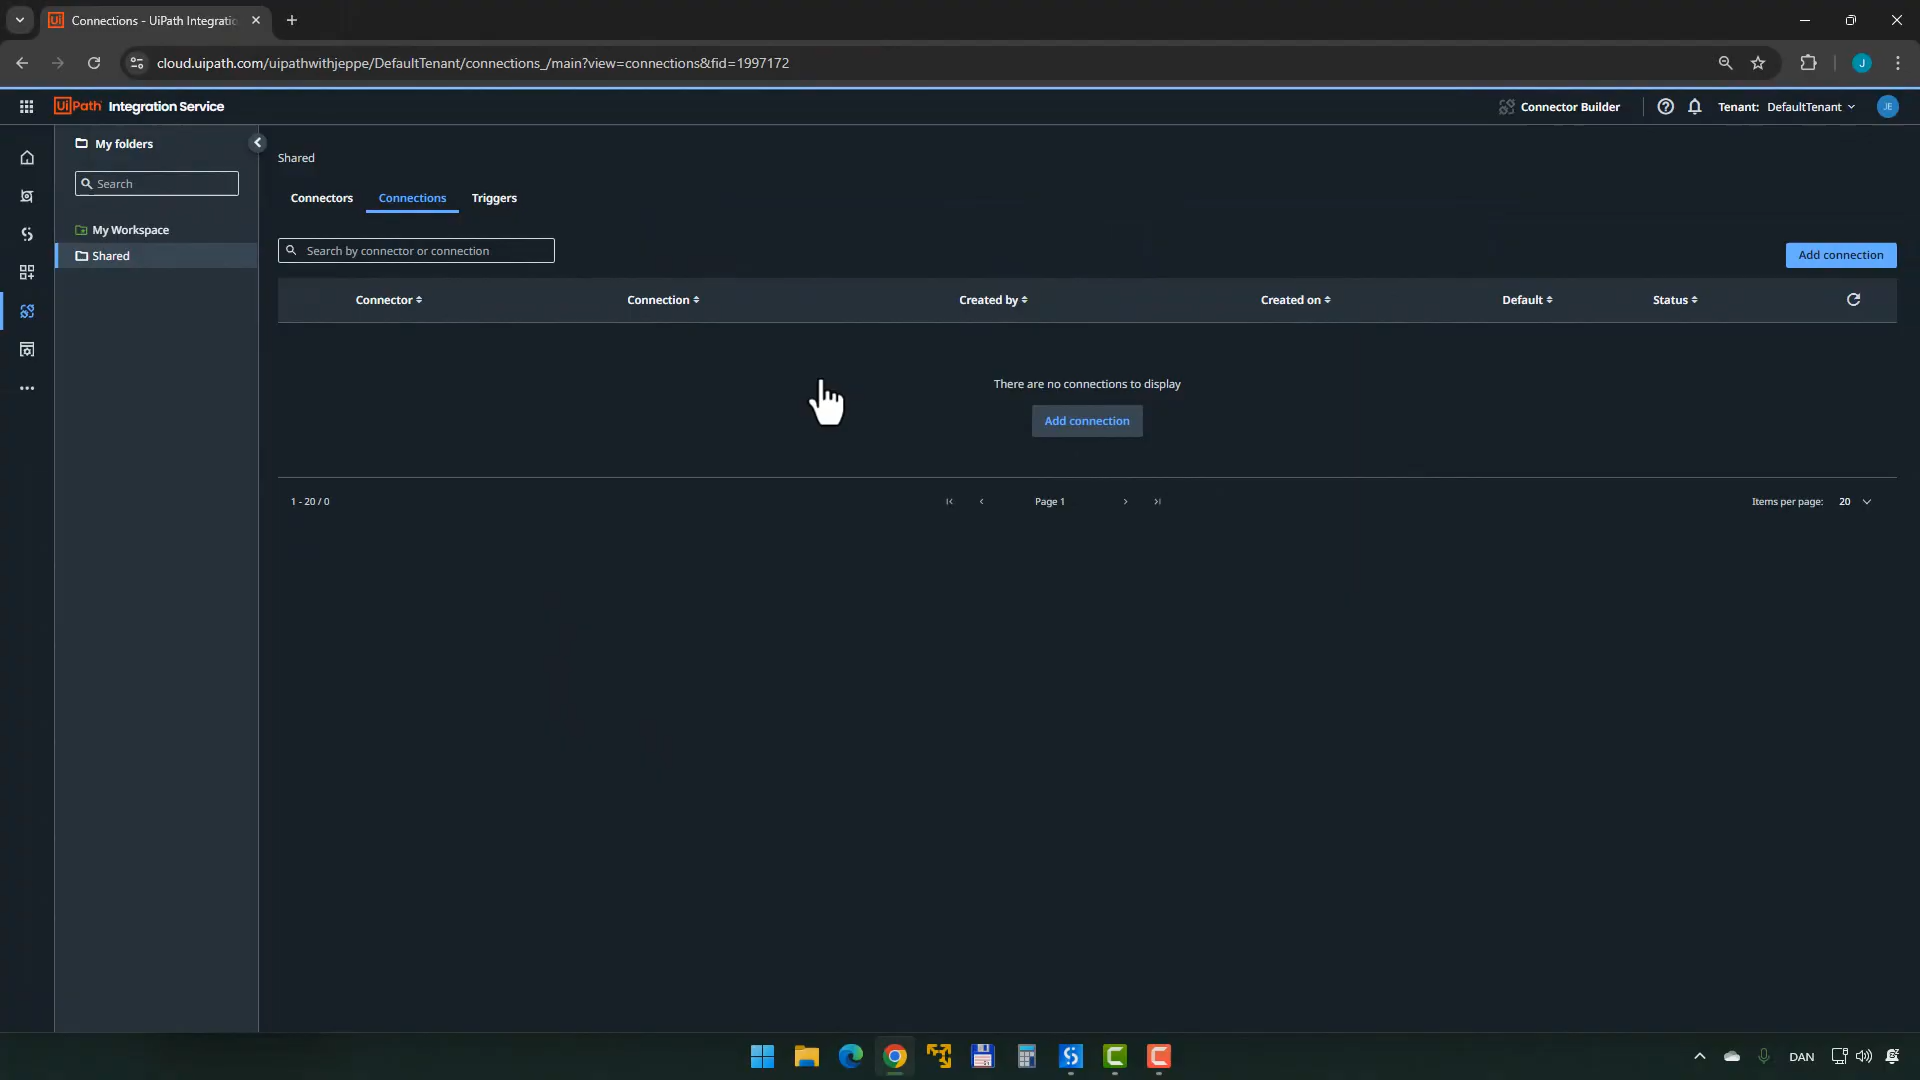 Connections - UiPath Integratio
cloud.uipath.com/uipathwithjeppe/DefaultTenant/connections_/main?view=connections&fid=1997172
J
UiPath Integration Service
Connector Builder
Tenant: DefaultTenant
JE
My folders
Search
My Workspace
Shared
Shared
Connectors Connections Triggers
Search by connector or connection
Add connection
Connector Connection Created by Created on Default Status
There are no connections to display
Add connection
1 - 20 / 0
Page 1
Items per page: 20
DAN